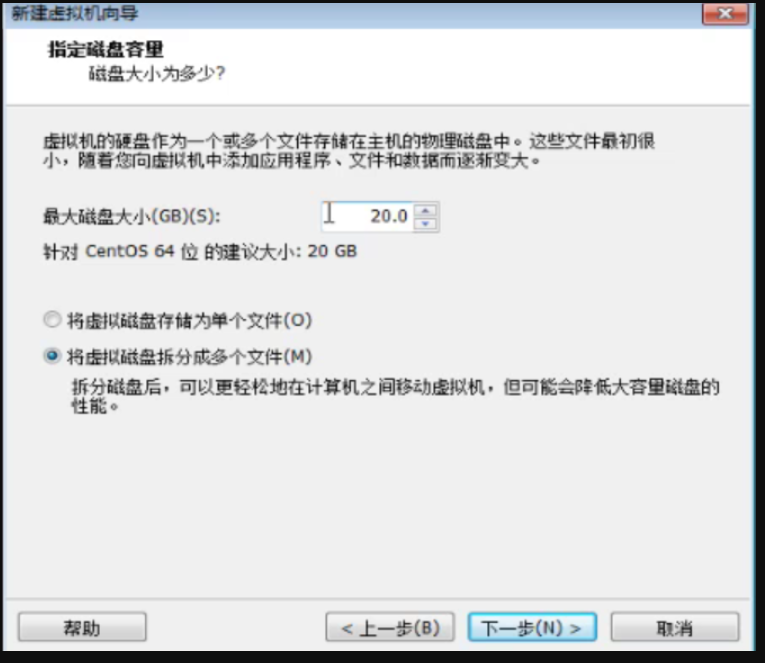 新建虚拟机向导
指定磁盘容量
磁盘大小为多少?
虚拟机的硬盘作为一个或多个文件存储在主机的物理磁盘中。这些文件最初很
小，随着您向虚拟机中添加应用程序、文件和数据而逐渐变大。
最大磁盘大小(GB)(S): 20.0
针对 CentOS 64 位 的建议大小: 20 GB
将虚拟磁盘存储为单个文件(O)
将虚拟磁盘拆分成多个文件(M)
拆分磁盘后，可以更轻松地在计算机之间移动虚拟机，但可能会降低大容量磁盘的
性能。
帮助 < 上一步(B) 下一步(N) > 取消